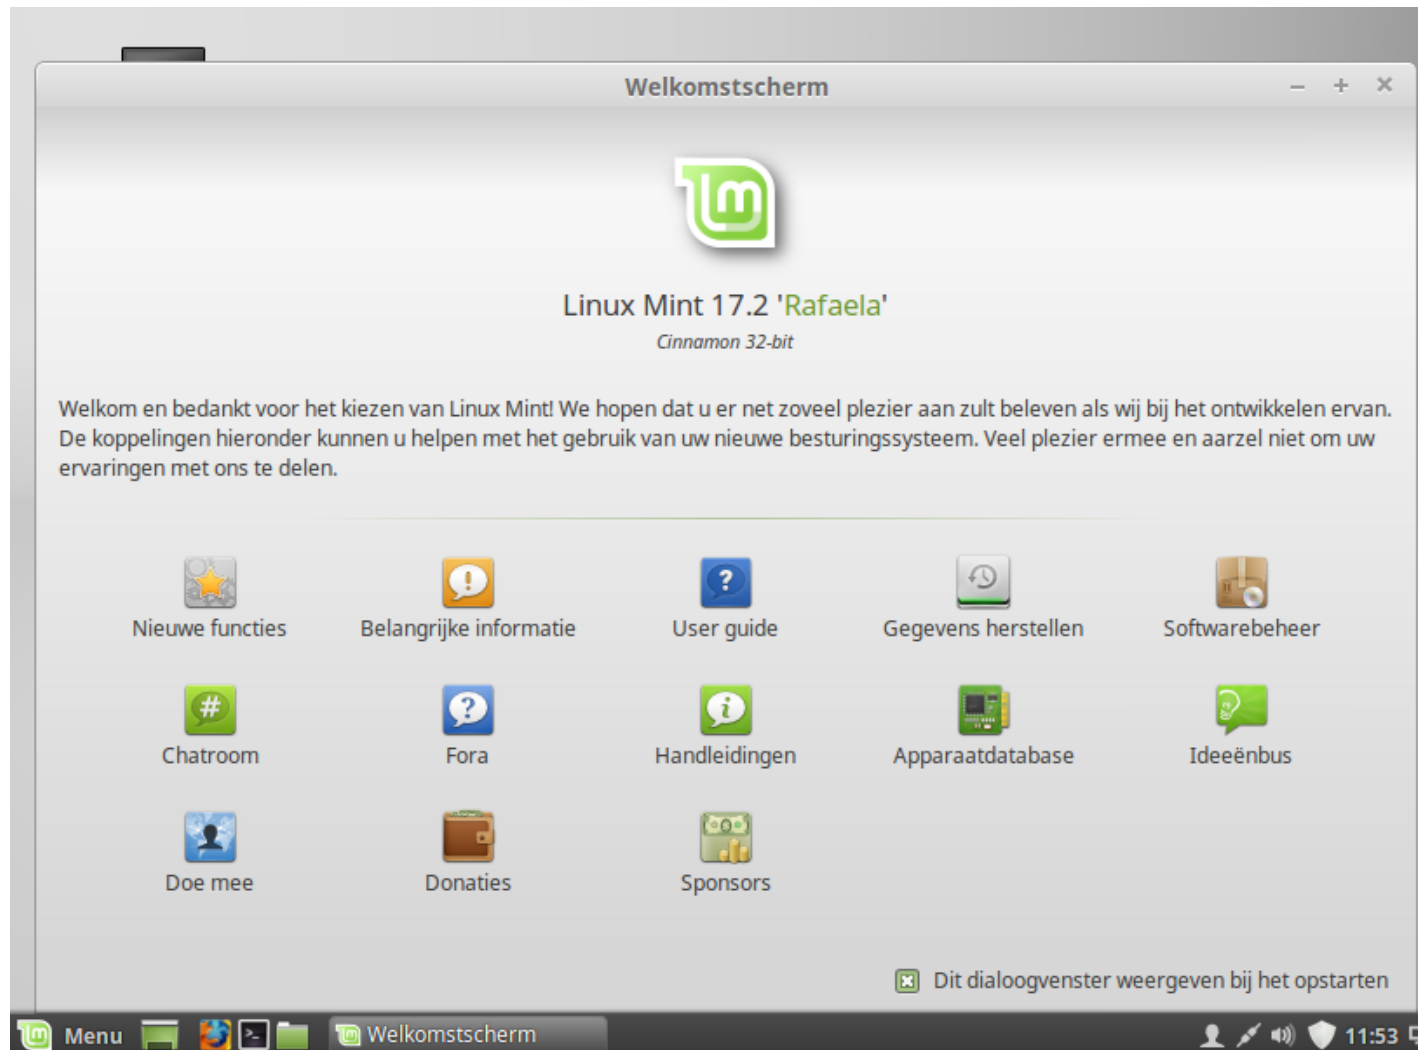 Welkomstscherm
Linux Mint 17.2 'Rafaela'
Cinnamon 32-bit
Welkom en bedankt voor het kiezen van Linux Mint! We hopen dat u er net zoveel plezier aan zult beleven als wij bij het ontwikkelen ervan.
De koppelingen hieronder kunnen u helpen met het gebruik van uw nieuwe besturingssysteem. Veel plezier ermee en aarzel niet om uw
ervaringen met ons te delen.
Nieuwe functies Belangrijke informatie User guide Gegevens herstellen Softwarebeheer
Chatroom Fora Handleidingen Apparaatdatabase Ideeënbus
Doe mee Donaties Sponsors
Dit dialoogvenster weergeven bij het opstarten
Menu Welkomstscherm 11:53